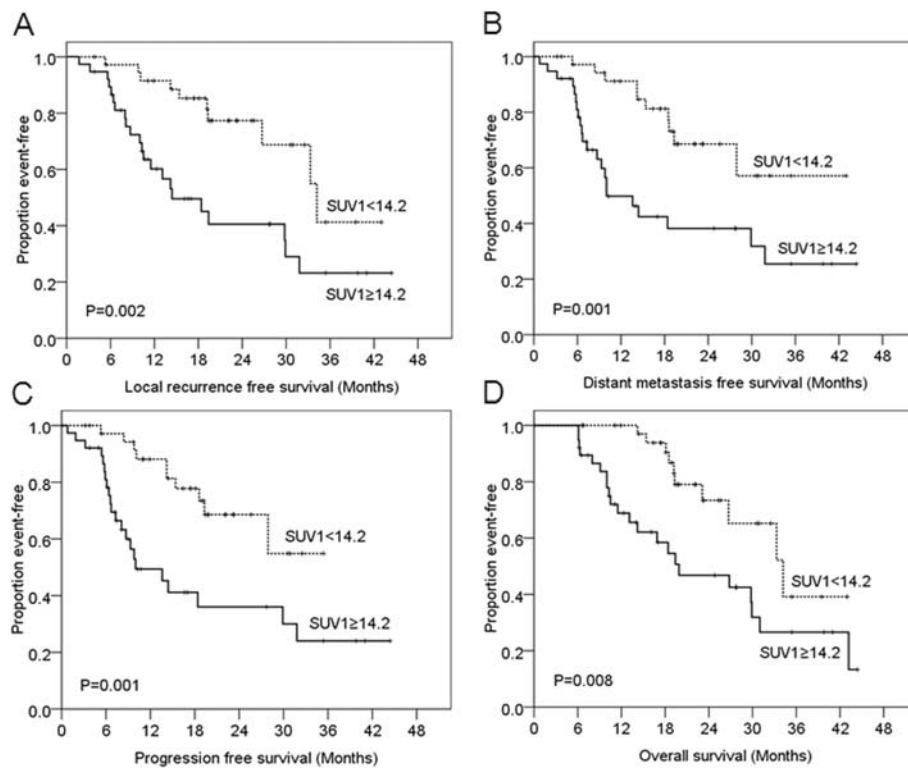 A
Proportion event-free
1.0
0.8
0.6
0.4
0.2
0.0
SUV1<14.2
SUV1≥14.2
P=0.002
0 6 12 18 24 30 36 42 48
Local recurrence free survival (Months)
B
Proportion event-free
1.0
0.8
0.6
0.4
0.2
0.0
SUV1<14.2
SUV1≥14.2
P=0.001
0 6 12 18 24 30 36 42 48
Distant metastasis free survival (Months)
C
Proportion event-free
1.0
0.8
0.6
0.4
0.2
0.0
SUV1<14.2
SUV1≥14.2
P=0.001
0 6 12 18 24 30 36 42 48
Progression free survival (Months)
D
Proportion event-free
1.0
0.8
0.6
0.4
0.2
0.0
SUV1<14.2
SUV1≥14.2
P=0.008
0 6 12 18 24 30 36 42 48
Overall survival (Months)